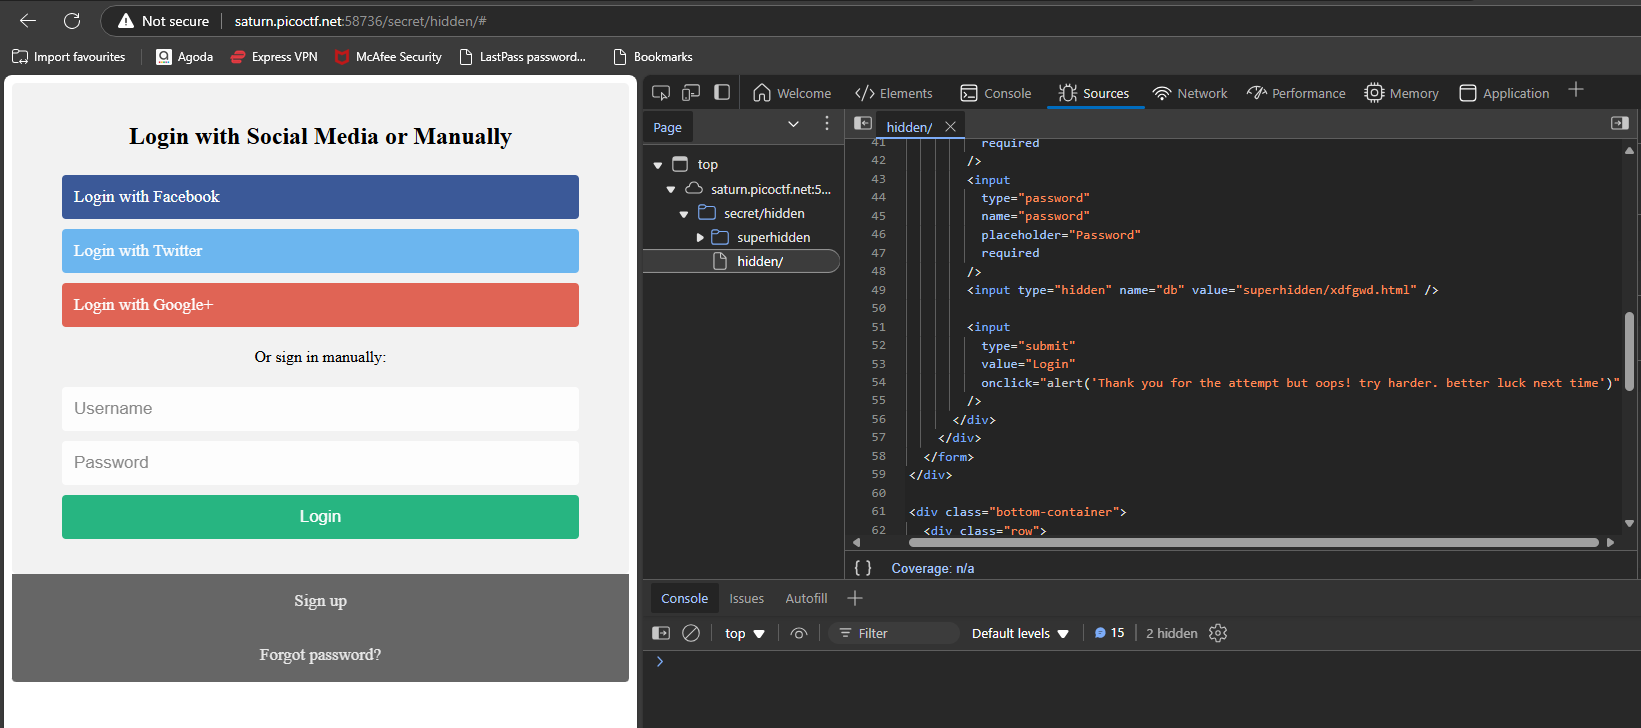 Not secure saturn.picoctf.net:58736/secret/hidden/#
Import favourites Agoda Express VPN McAfee Security LastPass password... Bookmarks
Login with Social Media or Manually
Login with Facebook
Login with Twitter
Login with Google+
Or sign in manually:
Username
Password
Login
Sign up
Forgot password?
Welcome Elements Console Sources Network Performance Memory Application
Page
top
saturn.picoctf.net:5...
secret/hidden
superhidden
hidden/
hidden/
41 required
42 />
43 <input
44 type="password"
45 name="password"
46 placeholder="Password"
47 required
48 />
49 <input type="hidden" name="db" value="superhidden/xdfgwd.html" />
50
51 <input
52 type="submit"
53 value="Login"
54 onclick="alert('Thank you for the attempt but oops! try harder. better luck next time')"
55 />
56 </div>
57 </div>
58 </form>
59 </div>
60
61 <div class="bottom-container">
62 <div class="row">
{ } Coverage: n/a
Console Issues Autofill
top Filter Default levels 15 2 hidden